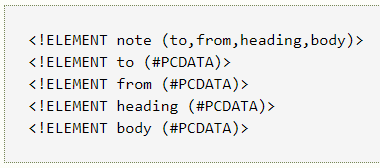 <!ELEMENT note (to,from,heading,body)>
<!ELEMENT to (#PCDATA)>
<!ELEMENT from (#PCDATA)>
<!ELEMENT heading (#PCDATA)>
<!ELEMENT body (#PCDATA)>